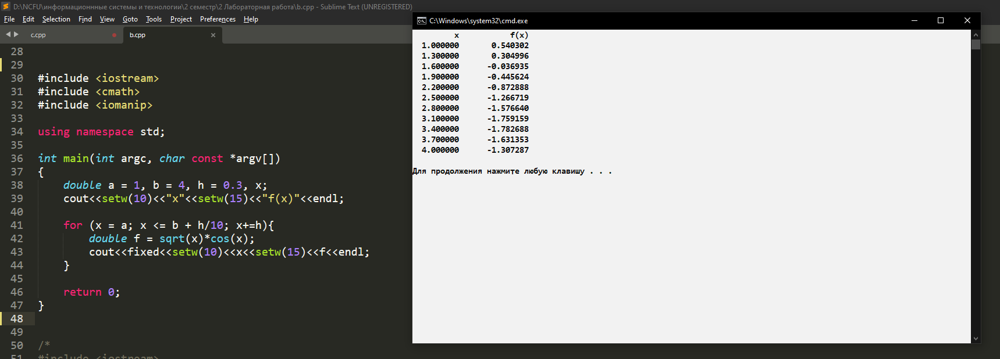 D:\NCFU\информационнные системы и технологии\2 семестр\2 Лабораторная работа\b.cpp - Sublime Text (UNREGISTERED)
File Edit Selection Find View Goto Tools Project Preferences Help
c.cpp b.cpp
28
29
30 #include <iostream>
31 #include <cmath>
32 #include <iomanip>
33
34 using namespace std;
35
36 int main(int argc, char const *argv[])
37 {
38 double a = 1, b = 4, h = 0.3, x;
39 cout<<setw(10)<<"x"<<setw(15)<<"f(x)"<<endl;
40
41 for (x = a; x <= b + h/10; x+=h){
42 double f = sqrt(x)*cos(x);
43 cout<<fixed<<setw(10)<<x<<setw(15)<<f<<endl;
44 }
45
46 return 0;
47 }
48
49
50 /*
51 #include <iostream>
C:\Windows\system32\cmd.exe
x f(x)
1.000000 0.540302
1.300000 0.304996
1.600000 -0.036935
1.900000 -0.445624
2.200000 -0.872888
2.500000 -1.266719
2.800000 -1.576640
3.100000 -1.759159
3.400000 -1.782688
3.700000 -1.631353
4.000000 -1.307287
Для продолжения нажмите любую клавишу . . .